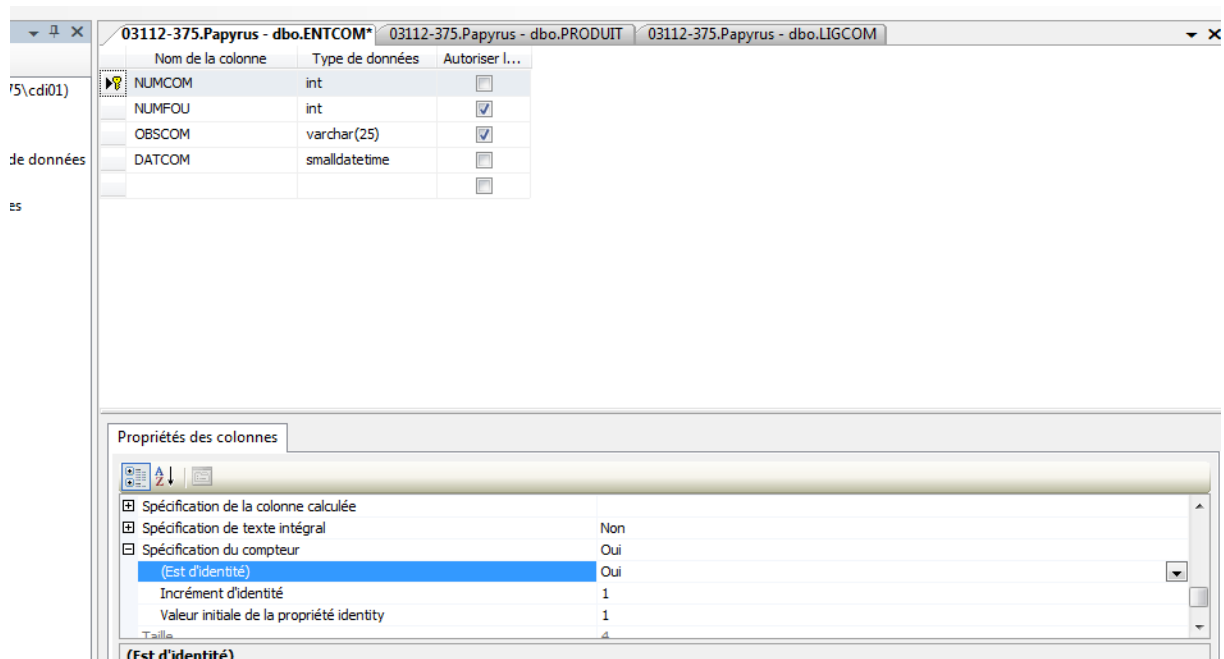 03112-375.Papyrus - dbo.ENTCOM* 03112-375.Papyrus - dbo.PRODUIT 03112-375.Papyrus - dbo.LIGCOM
Nom de la colonne Type de données Autoriser l...
75\cdi01) NUMCOM int
NUMFOU int
OBSCOM varchar(25)
de données DATCOM smalldatetime
es
Propriétés des colonnes
Spécification de la colonne calculée
Spécification de texte intégral Non
Spécification du compteur Oui
(Est d'identité) Oui
Incrément d'identité 1
Valeur initiale de la propriété identity 1
Taille 4
(Est d'identité)